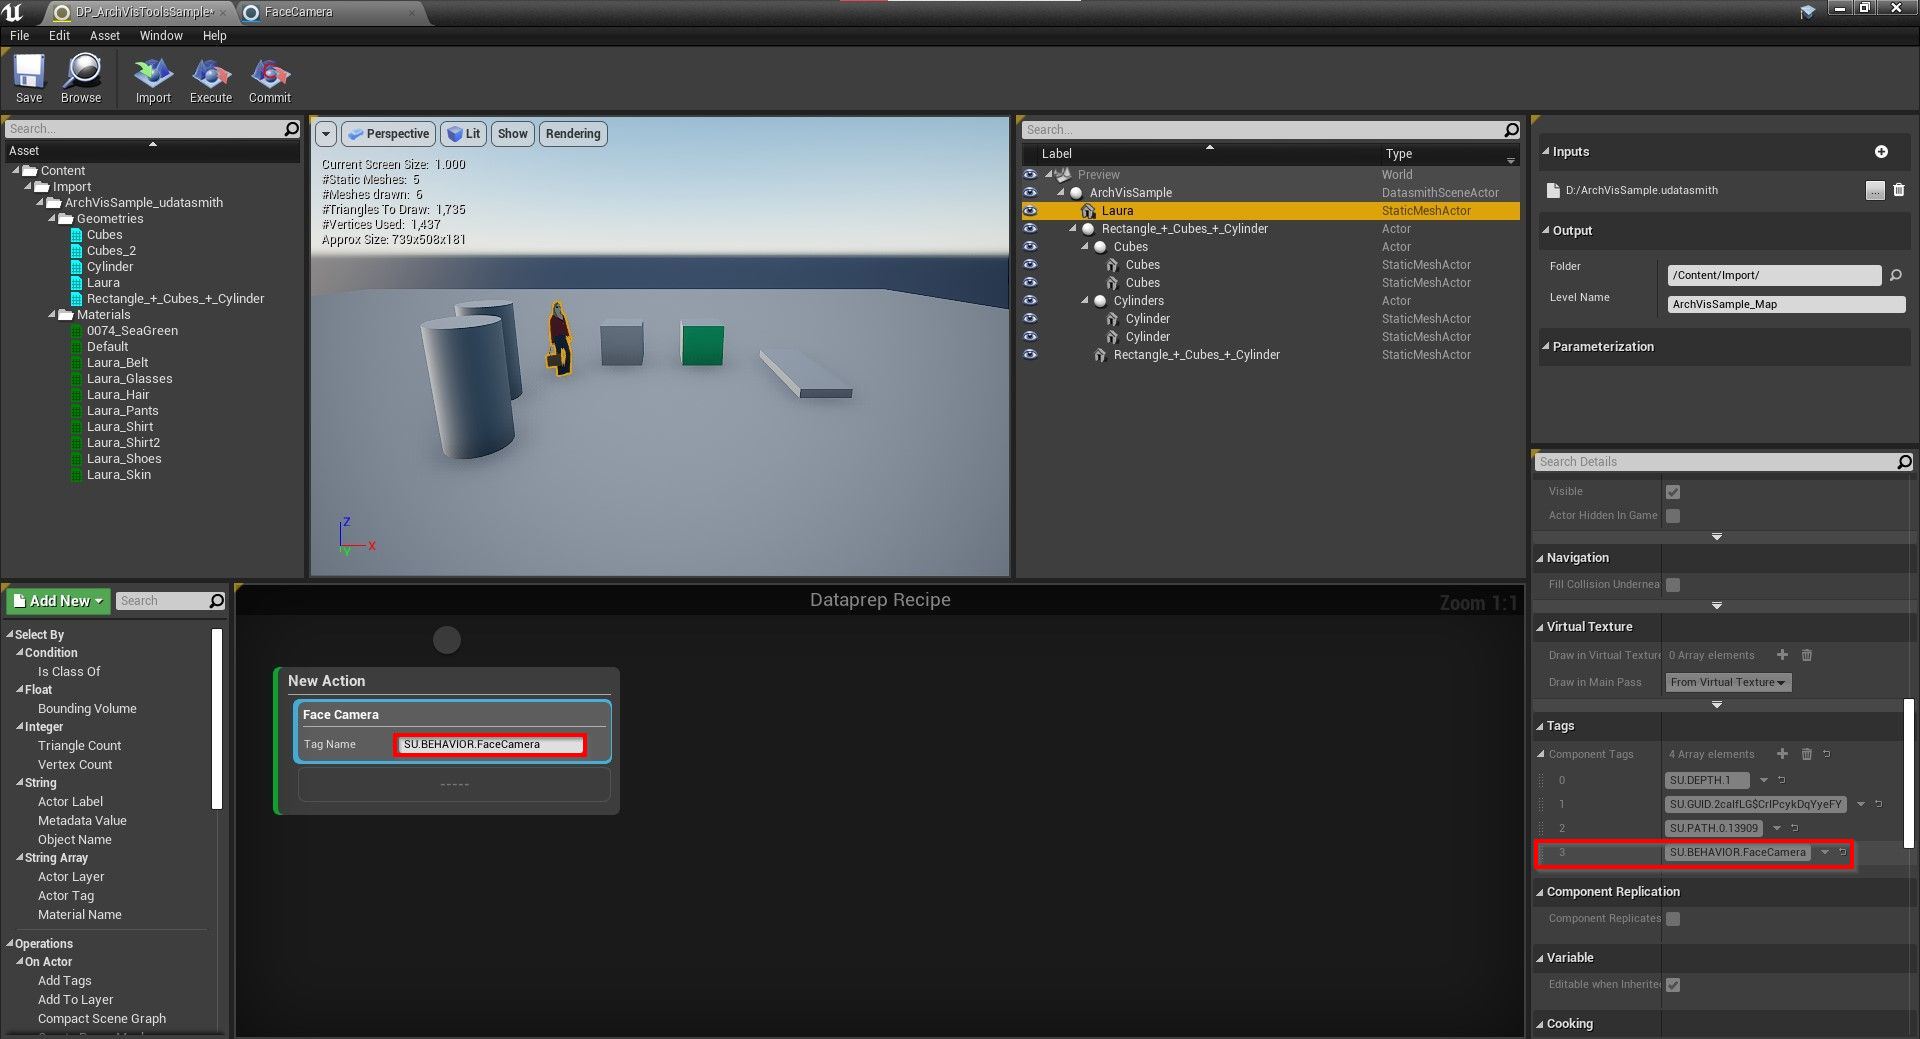 DP_ArchVisToolsSample*
FaceCamera
File Edit Asset Window Help
Save Browse Import Execute Commit
Search...
Asset
Content
Import
ArchVisSample_udatasmith
Geometries
Cubes
Cubes_2
Cylinder
Laura
Rectangle_+_Cubes_+_Cylinder
Materials
0074_SeaGreen
Default
Laura_Belt
Laura_Glasses
Laura_Hair
Laura_Pants
Laura_Shirt
Laura_Shirt2
Laura_Shoes
Laura_Skin
Perspective Lit Show Rendering
Current Screen Size: 1.000
#Static Meshes: 5
#Meshes drawn: 6
#Triangles To Draw: 1,735
#Vertices Used: 1,437
Approx Size: 739x508x181
Z
X
Y
Search...
Label Type
Preview World
ArchVisSample DatasmithSceneActor
Laura StaticMeshActor
Rectangle_+_Cubes_+_Cylinder Actor
Cubes Actor
Cubes StaticMeshActor
Cubes StaticMeshActor
Cylinders Actor
Cylinder StaticMeshActor
Cylinder StaticMeshActor
Rectangle_+_Cubes_+_Cylinder StaticMeshActor
Inputs
D:/ArchVisSample.udatasmith ...
Output
Folder /Content/Import/
Level Name ArchVisSample_Map
Parameterization
Add New Search
Select By
Condition
Is Class Of
Float
Bounding Volume
Integer
Triangle Count
Vertex Count
String
Actor Label
Metadata Value
Object Name
String Array
Actor Layer
Actor Tag
Material Name
Operations
On Actor
Add Tags
Add To Layer
Compact Scene Graph
Dataprep Recipe
Zoom 1:1
New Action
Face Camera
Tag Name SU.BEHAVIOR.FaceCamera
-----
Search Details
Visible
Actor Hidden In Game
Navigation
Fill Collision Undernea
Virtual Texture
Draw in Virtual Texture 0 Array elements
Draw in Main Pass From Virtual Texture
Tags
Component Tags 4 Array elements
0 SU.DEPTH.1
1 SU.GUID.2calfLG$CrIPcykDqYyeFY
2 SU.PATH.0.13909
3 SU.BEHAVIOR.FaceCamera
Component Replication
Component Replicates
Variable
Editable when Inherite
Cooking